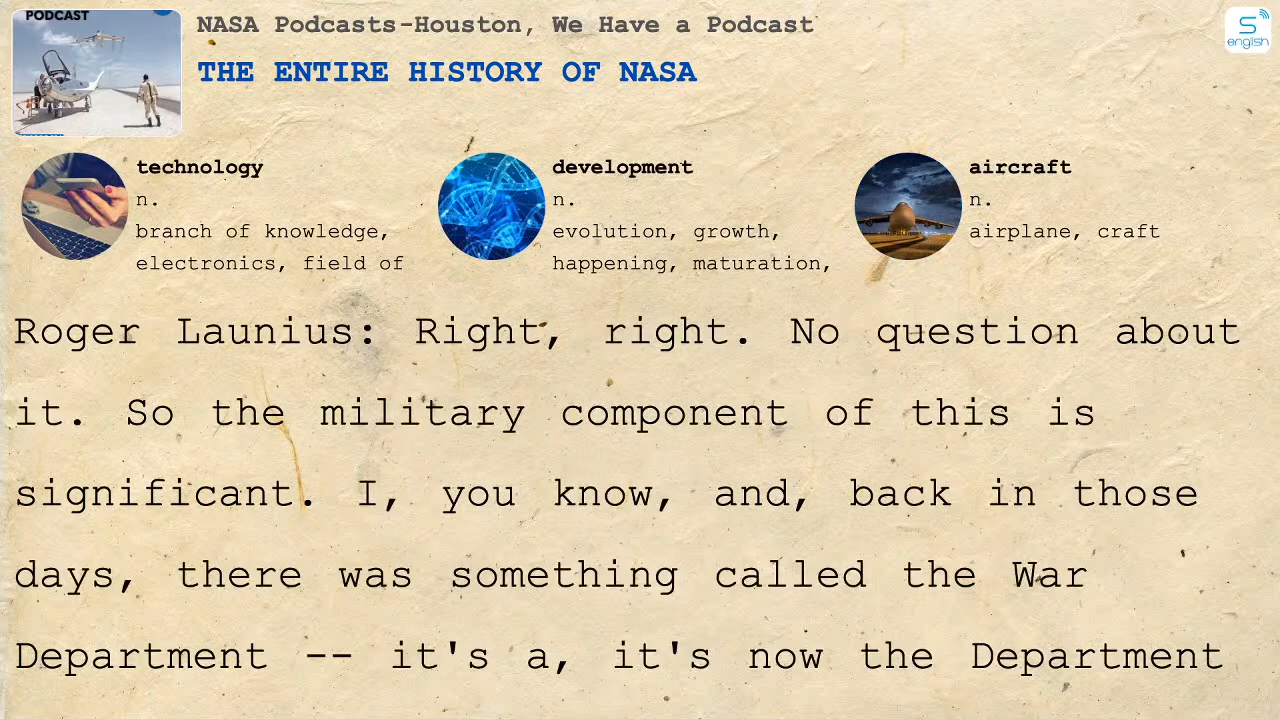 PODCAST
NASA Podcasts-Houston, We Have a Podcast
THE ENTIRE HISTORY OF NASA
S
english
technology
n.
branch of knowledge,
electronics, field of
development
n.
evolution, growth,
happening, maturation,
aircraft
n.
airplane, craft
Roger Launius: Right, right. No question about
it. So the military component of this is
significant. I, you know, and, back in those
days, there was something called the War
Department -- it's a, it's now the Department